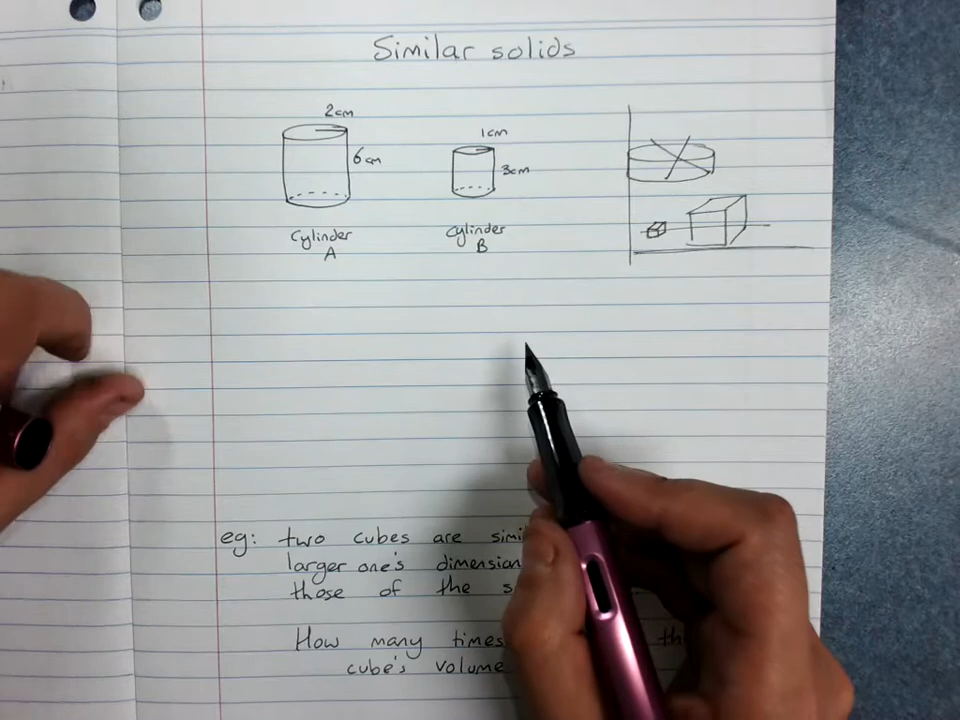 Similar solids
2cm
6cm
1cm
3cm
Cylinder
A
cylinder
B
eg: two cubes are
larger one's
those of the
How many times
cube's volume